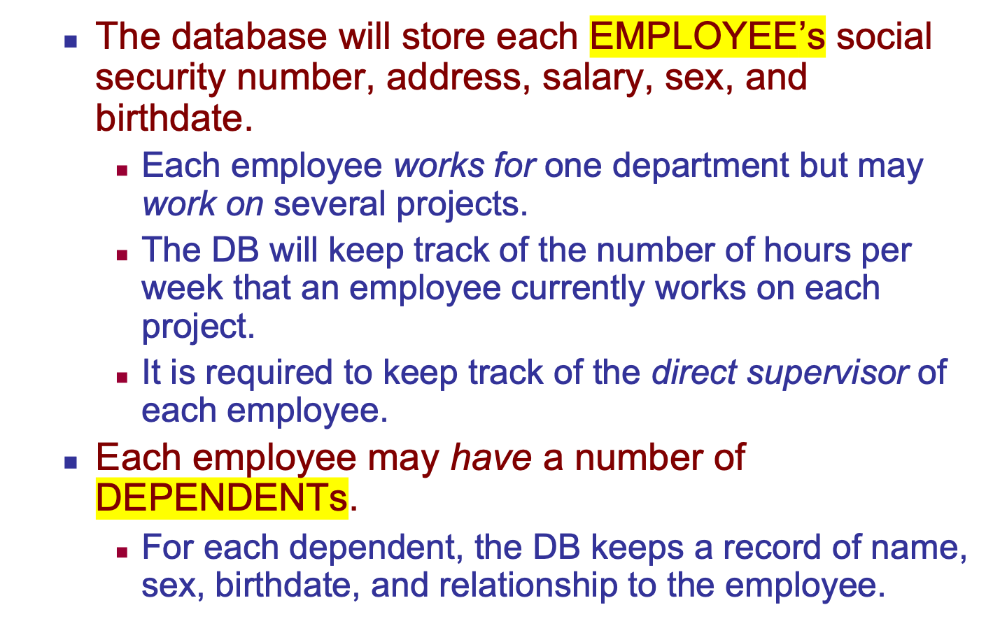 The database will store each EMPLOYEE’s social
security number, address, salary, sex, and
birthdate.
Each employee works for one department but may
work on several projects.
The DB will keep track of the number of hours per
week that an employee currently works on each
project.
It is required to keep track of the direct supervisor of
each employee.
Each employee may have a number of
DEPENDENTs.
For each dependent, the DB keeps a record of name,
sex, birthdate, and relationship to the employee.